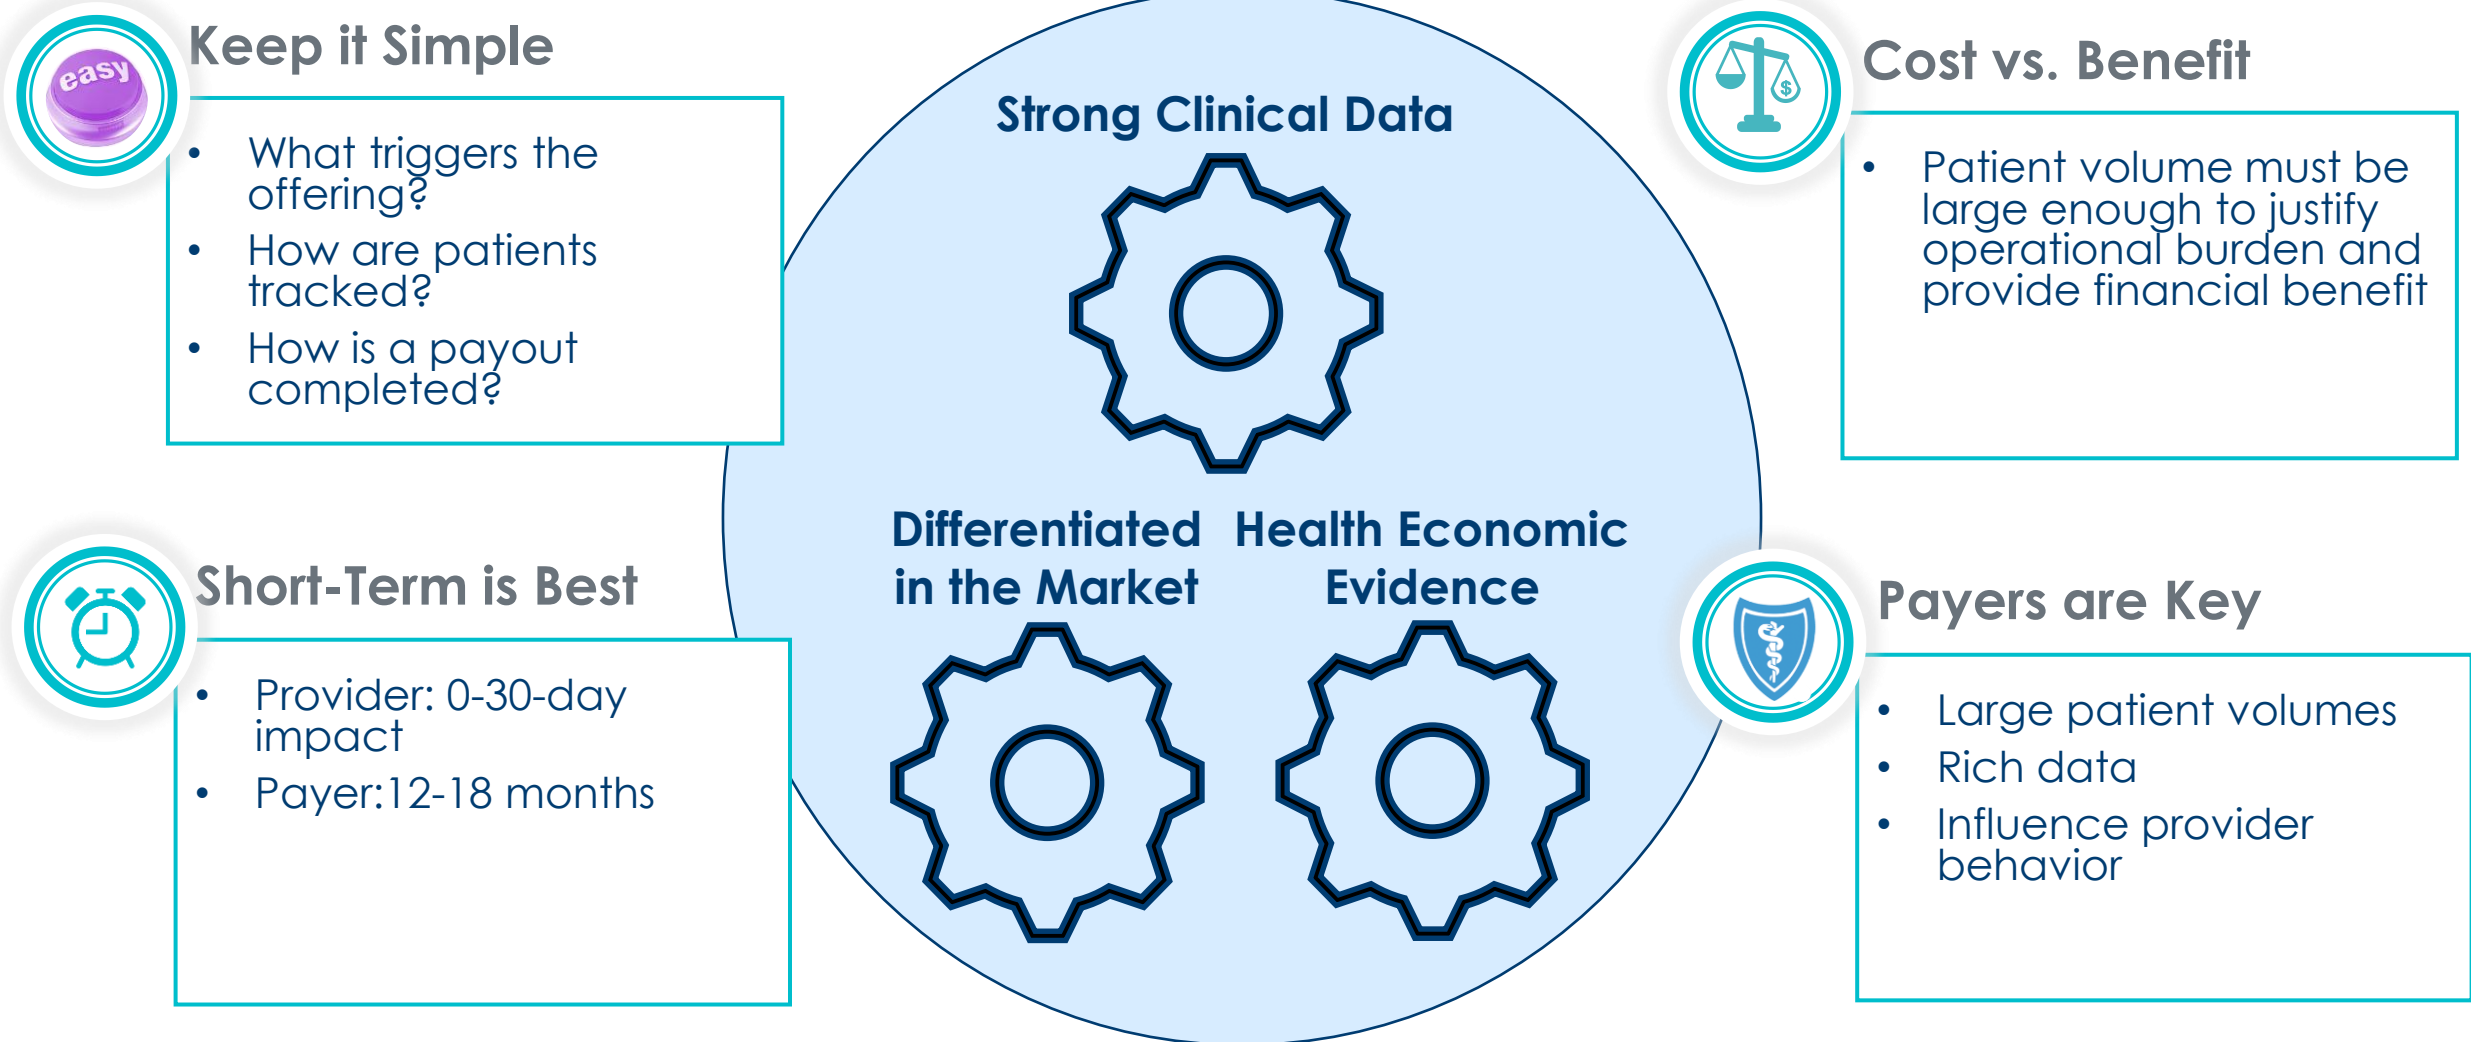 Keep it Simple
easy
• What triggers the
offering?
• How are patients
tracked?
• How is a payout
completed?
Short-Term is Best
• Provider: 0-30-day
impact
• Payer:12-18 months
Strong Clinical Data
Differentiated
in the Market
Health Economic
Evidence
Cost vs. Benefit
$
• Patient volume must be
large enough to justify
operational burden and
provide financial benefit
Payers are Key
• Large patient volumes
• Rich data
• Influence provider
behavior